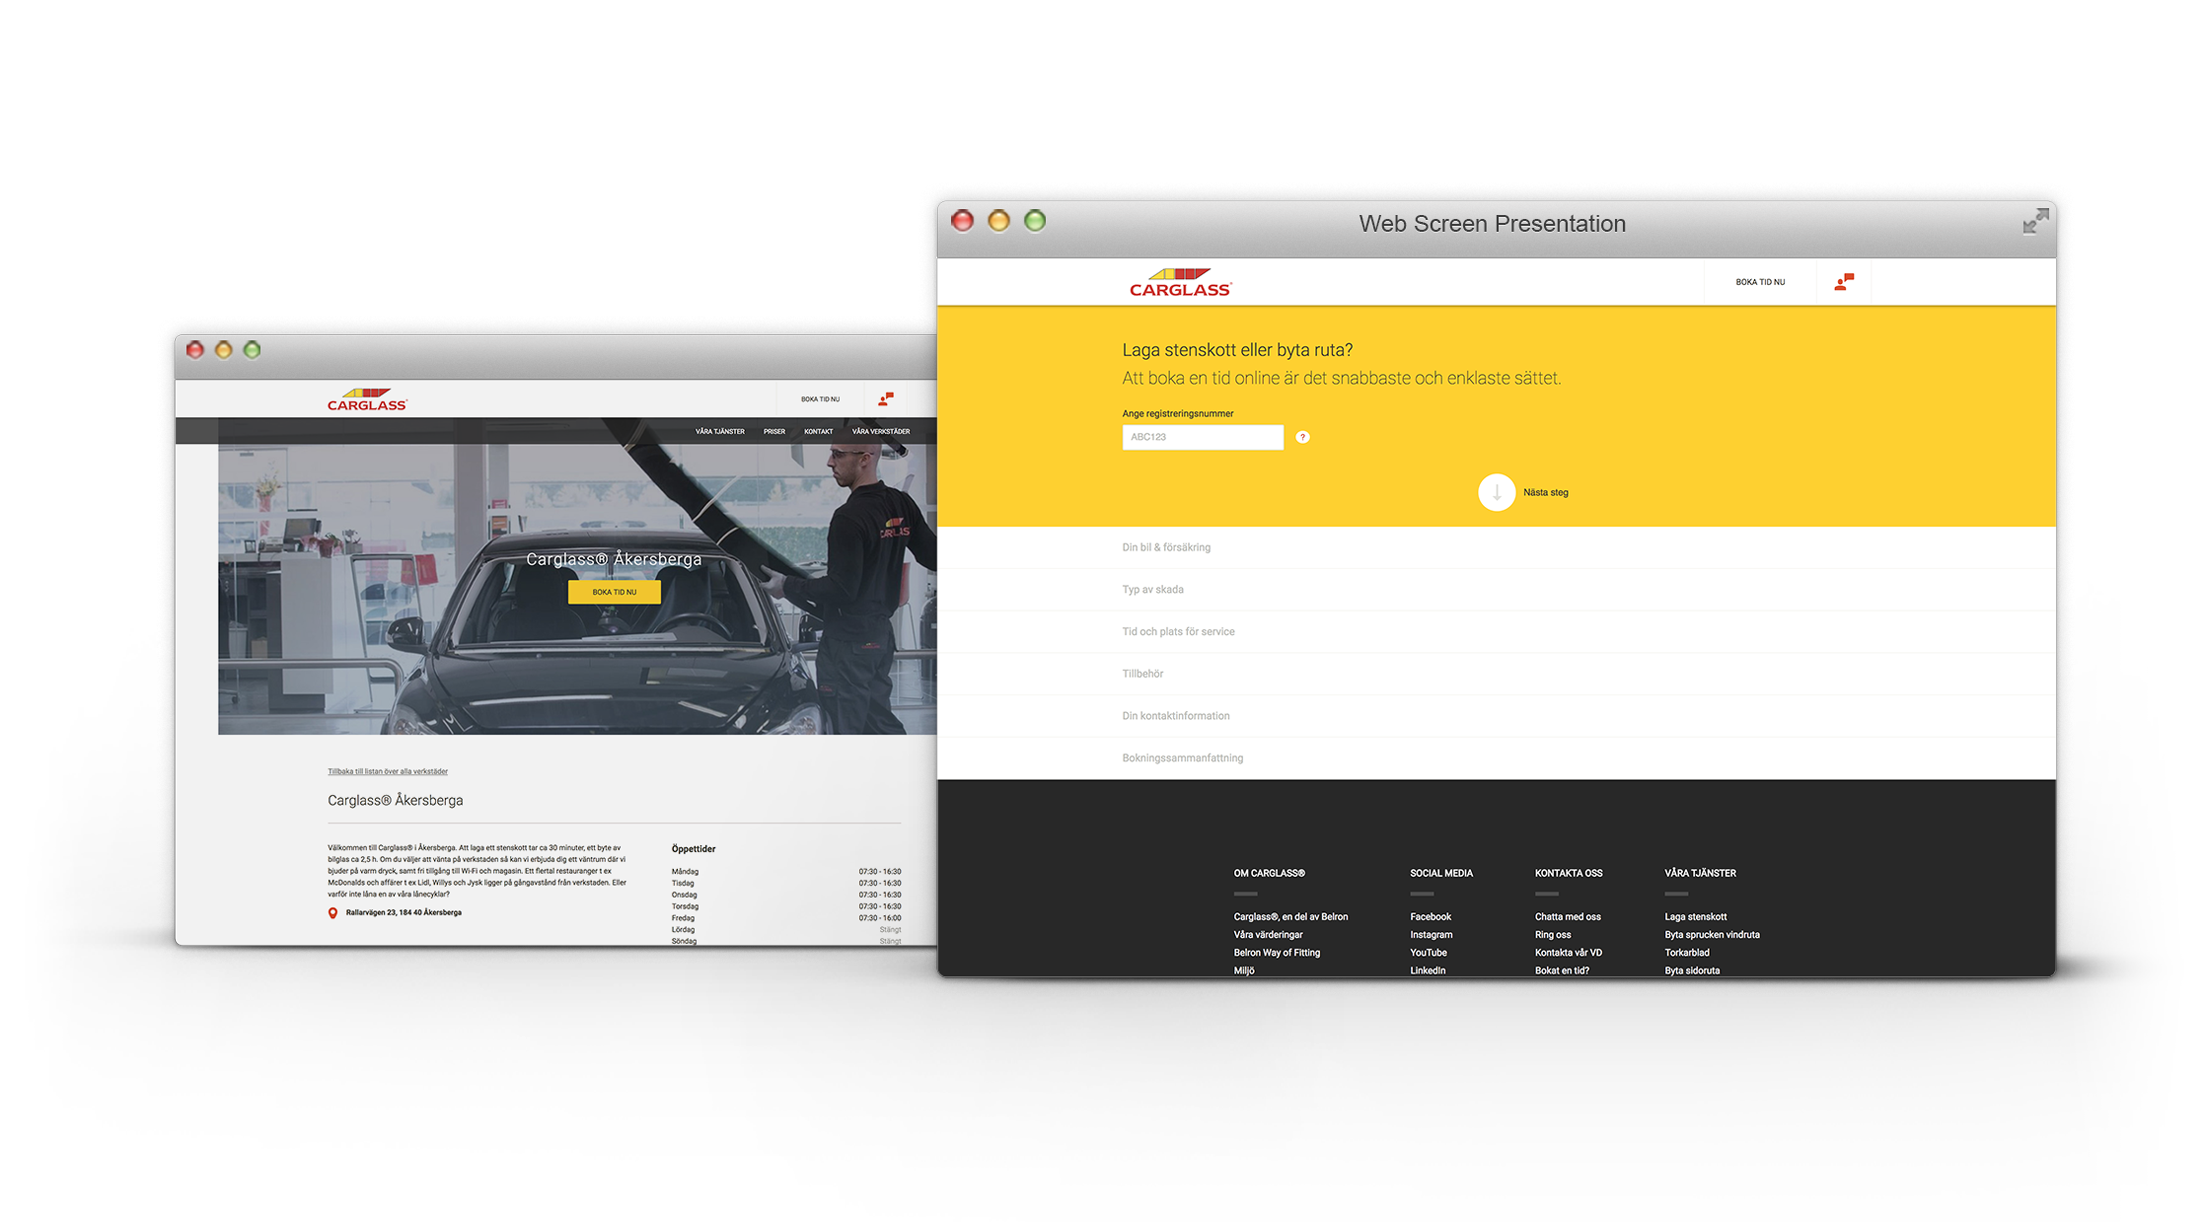 CARGLASS®
BOKA TID NU
VÅRA TJÄNSTER PRISER KONTAKT VÅRA VERKSTÄDER
Carglass® Åkersberga
BOKA TID NU
Tillbaka till listan över alla verkstäder
Carglass® Åkersberga
Välkommen till Carglass® i Åkersberga. Att laga ett stenskott tar ca 30 minuter, ett byte av
bilglas ca 2,5 h. Om du väljer att vänta på verkstaden så kan vi erbjuda dig ett väntrum där vi
bjuder på varm dryck, samt fri tillgång till Wi-Fi och magasin. Ett flertal restauranger t ex
McDonalds och affärer t ex Lidl, Willys och Jysk ligger på gångavstånd från verkstaden. Eller
varför inte låna en av våra lånecyklar?
Rallarvägen 23, 184 40 Åkersberga
Öppettider
Måndag 07:30 - 16:30
Tisdag 07:30 - 16:30
Onsdag 07:30 - 16:30
Torsdag 07:30 - 16:30
Fredag 07:30 - 16:00
Lördag Stängt
Söndag Stängt
Web Screen Presentation
CARGLASS®
BOKA TID NU
Laga stenskott eller byta ruta?
Att boka en tid online är det snabbaste och enklaste sättet.
Ange registreringsnummer
ABC123 ?
Nästa steg
Din bil & försäkring
Typ av skada
Tid och plats för service
Tillbehör
Din kontaktinformation
Bokningssammanfattning
OM CARGLASS®
Carglass®, en del av Belron
Våra värderingar
Belron Way of Fitting
Miljö
SOCIAL MEDIA
Facebook
Instagram
YouTube
LinkedIn
KONTAKTA OSS
Chatta med oss
Ring oss
Kontakta vår VD
Bokat en tid?
VÅRA TJÄNSTER
Laga stenskott
Byta sprucken vindruta
Torkarblad
Byta sidoruta